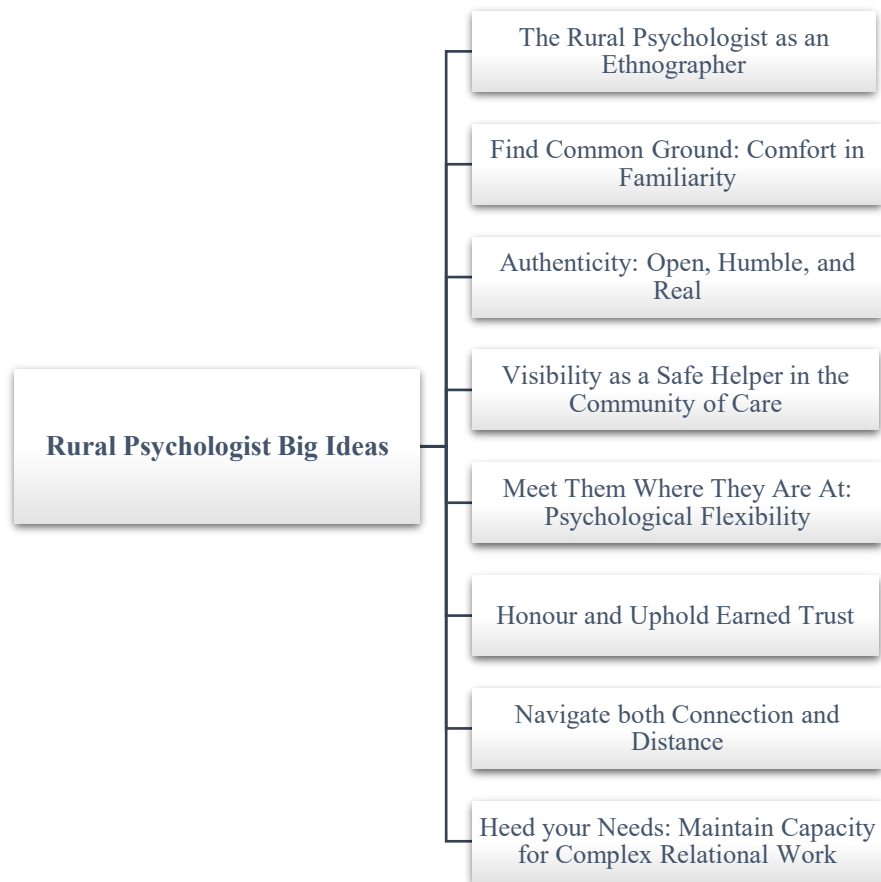 The Rural Psychologist as an
Ethnographer
Find Common Ground: Comfort in
Familiarity
Authenticity: Open, Humble, and
Real
Visibility as a Safe Helper in the
Community of Care
Rural Psychologist Big Ideas
Meet Them Where They Are At:
Psychological Flexibility
Honour and Uphold Earned Trust
Navigate both Connection and
Distance
Heed your Needs: Maintain Capacity
for Complex Relational Work